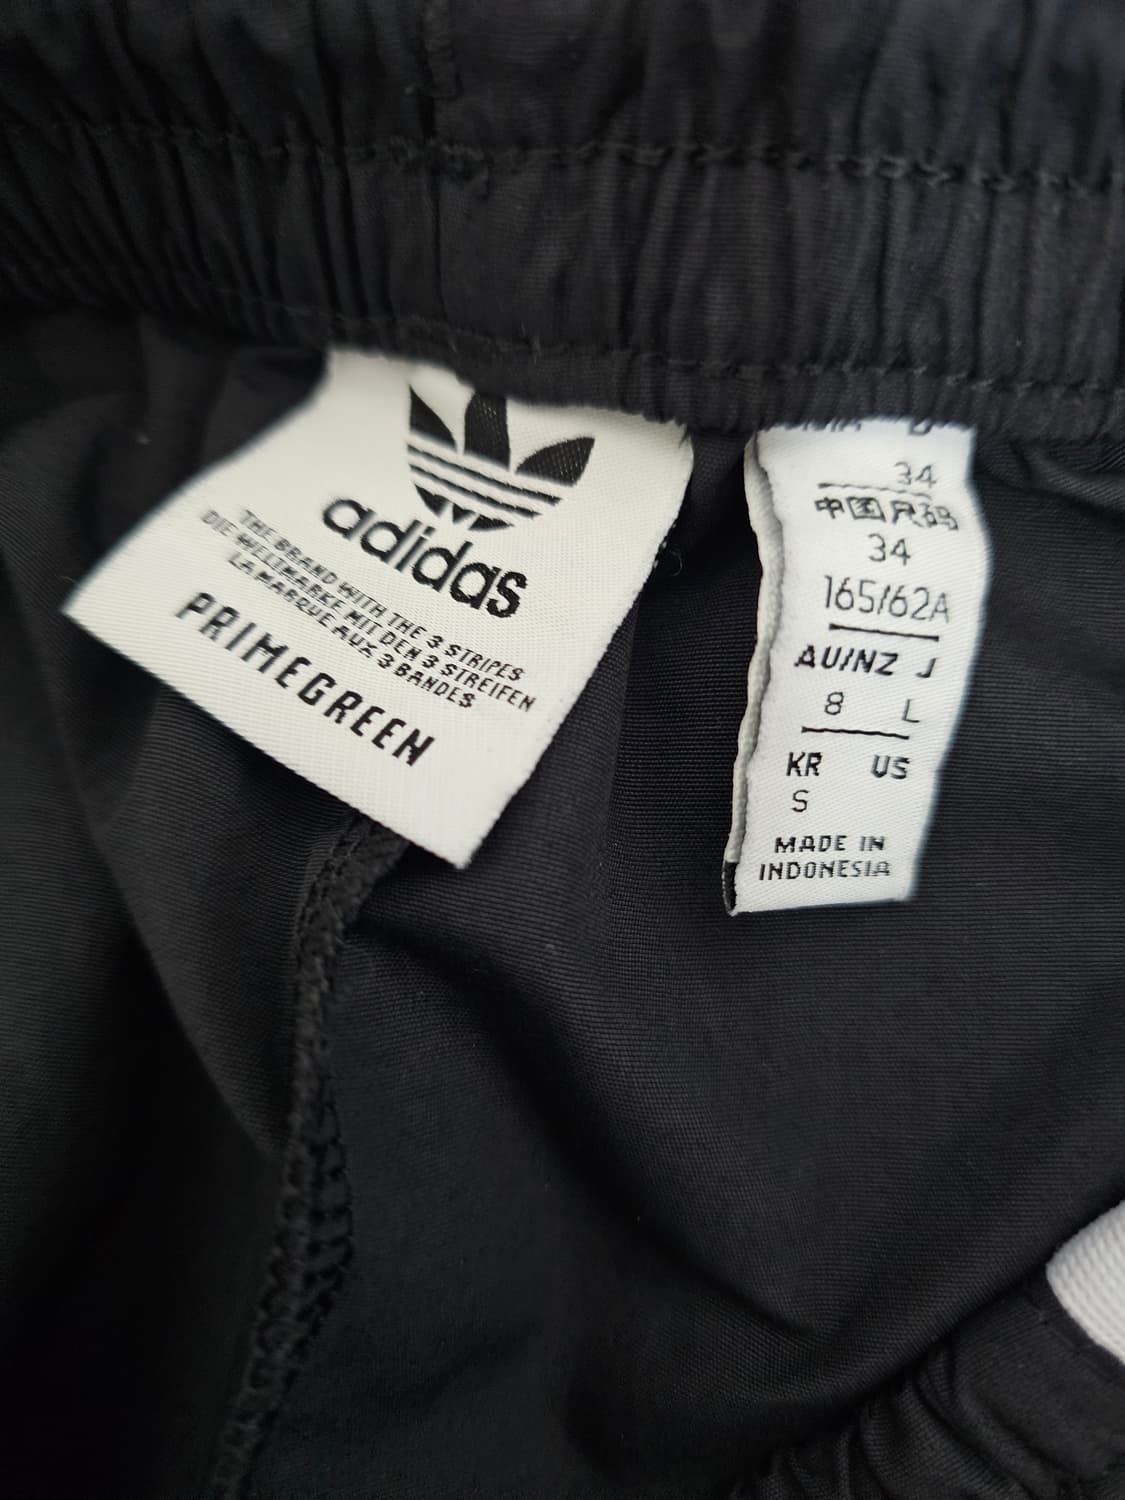 adidas
THE BRAND WITH THE 3 STRIPES
DIE WELTMARKE MIT DEN 3 STREIFEN
LA MARQUE AUX 3 BANDES
PRIMEGREEN
34
中国尺码
34
165/62A
AU/NZ J
8 L
KR US
S
MADE IN
INDONESIA